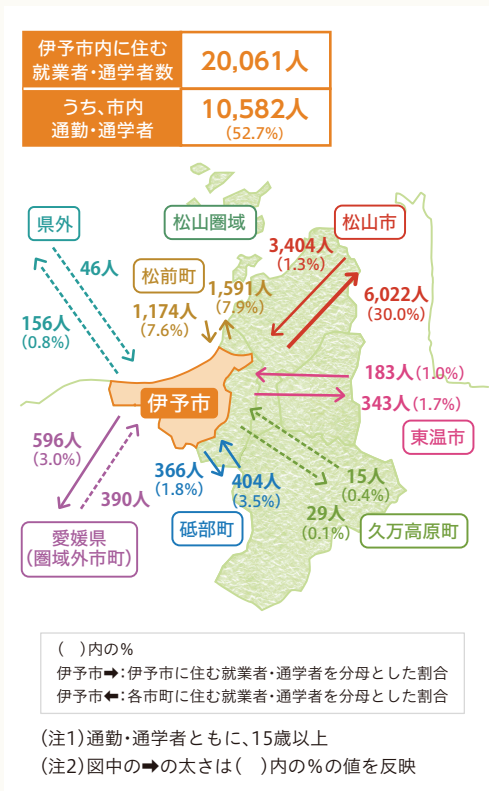 伊予市内に住む
就業者・通学者数
20,061人
うち、市内
通勤・通学者
10,582人
(52.7%)
県外
松山圏域
松山市
46人
3,404人
(1.3%)
松前町
1,591人
(7.9%)
1,174人
(7.6%)
6,022人
(30.0%)
156人
(0.8%)
183人(1.0%)
伊予市
343人(1.7%)
東温市
596人
(3.0%)
366人
(1.8%)
404人
(3.5%)
15人
(0.4%)
390人
29人
(0.1%)
砥部町
久万高原町
愛媛県
(圏域外市町)
(　)内の%
伊予市➡:伊予市に住む就業者・通学者を分母とした割合
伊予市⬅:各市町に住む就業者・通学者を分母とした割合
(注1)通勤・通学者ともに、15歳以上
(注2)図中の➡の太さは(　)内の%の値を反映